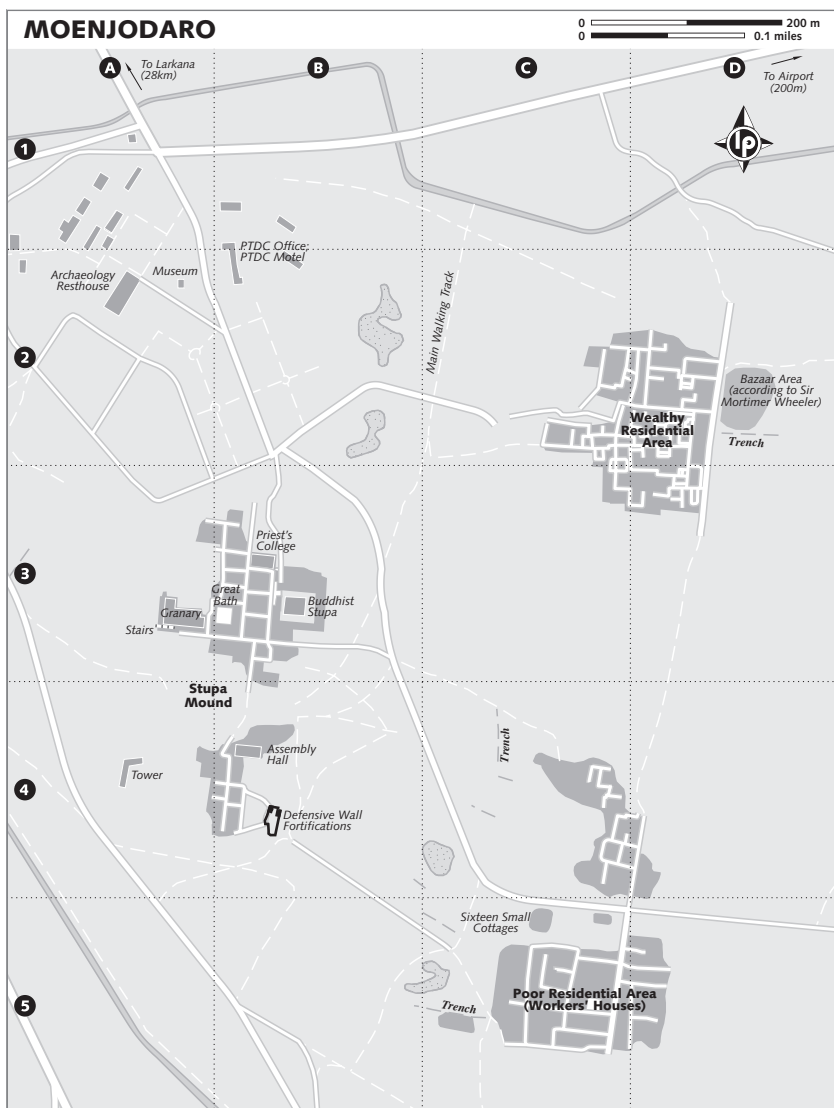 MOENJODARO
0 200 m
0 0.1 miles
A
B
C
D
To Larkana
(28km)
To Airport
(200m)
lp
1
PTDC Office;
PTDC Motel
Archaeology
Resthouse
Museum
Main Walking Track
2
Bazaar Area
(according to Sir
Mortimer Wheeler)
Wealthy
Residential
Area
Trench
Priest's
College
3
Great
Bath
Granary
Buddhist
Stupa
Stairs
Stupa
Mound
Trench
Assembly
Hall
Tower
4
Defensive Wall
Fortifications
Sixteen Small
Cottages
Poor Residential Area
(Workers' Houses)
5
Trench